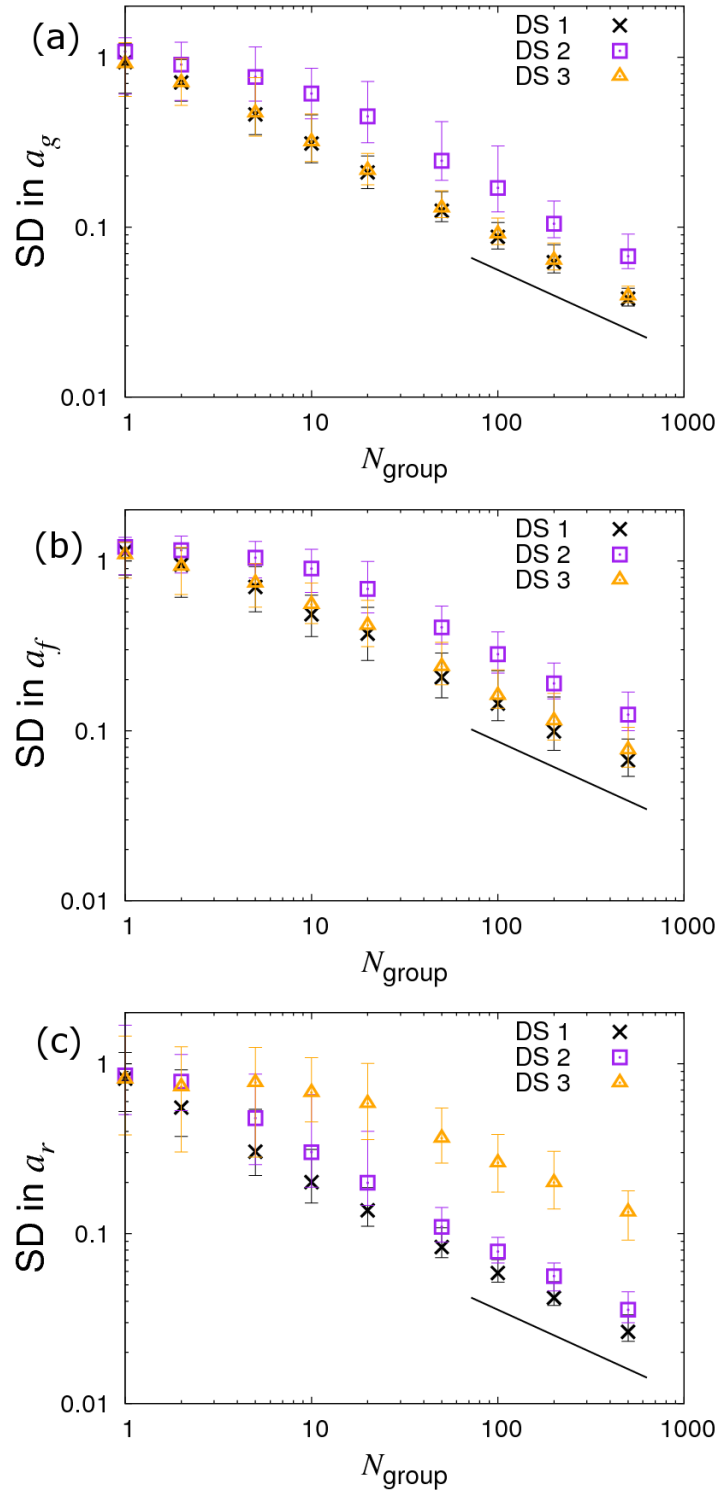 (a)
DS 1
DS 2
DS 3
1
0.1
0.01
SD in a_g
1 10 100 1000
N_group
(b)
DS 1
DS 2
DS 3
1
0.1
0.01
SD in a_f
1 10 100 1000
N_group
(c)
DS 1
DS 2
DS 3
1
0.1
0.01
SD in a_r
1 10 100 1000
N_group